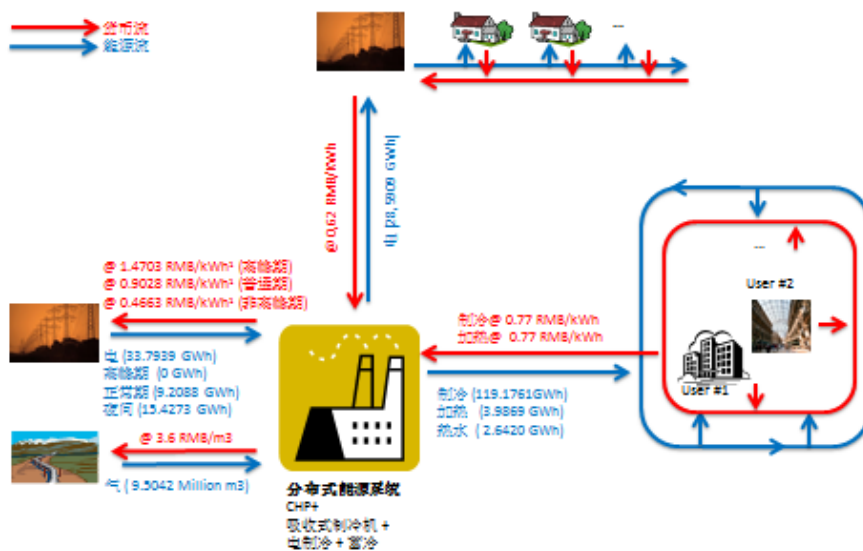 货币流
能源流
...
@ 0,62 RMB/KWh
电 (28,5909 GWh)
@ 1.4703 RMB/kWh¹ (高峰期)
@ 0.9028 RMB/kWh¹ (普通期)
@ 0.4663 RMB/kWh¹ (非高峰期)
电 (33.7939 GWh)
高峰期 (0 GWh)
正常期 (9.2088 GWh)
夜间 (15.4273 GWh)
@ 3.6 RMB/m3
气 ( 9.5042 Million m3)
分布式能源系统
CHP+
吸收式制冷机 +
电制冷 + 蓄冷
制冷@ 0.77 RMB/kWh
加热@ 0.77 RMB/kWh
制冷 (119.1761GWh)
加热 (3.9869 GWh)
热水 ( 2.6420 GWh)
...
User #2
User #1